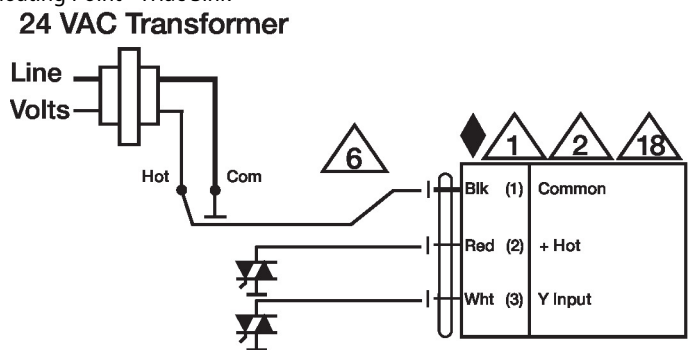 24 VAC Transformer
Line
Volts
Hot
Com
6
1
2
18
Blk (1) Common
Red (2) + Hot
Wht (3) Y Input